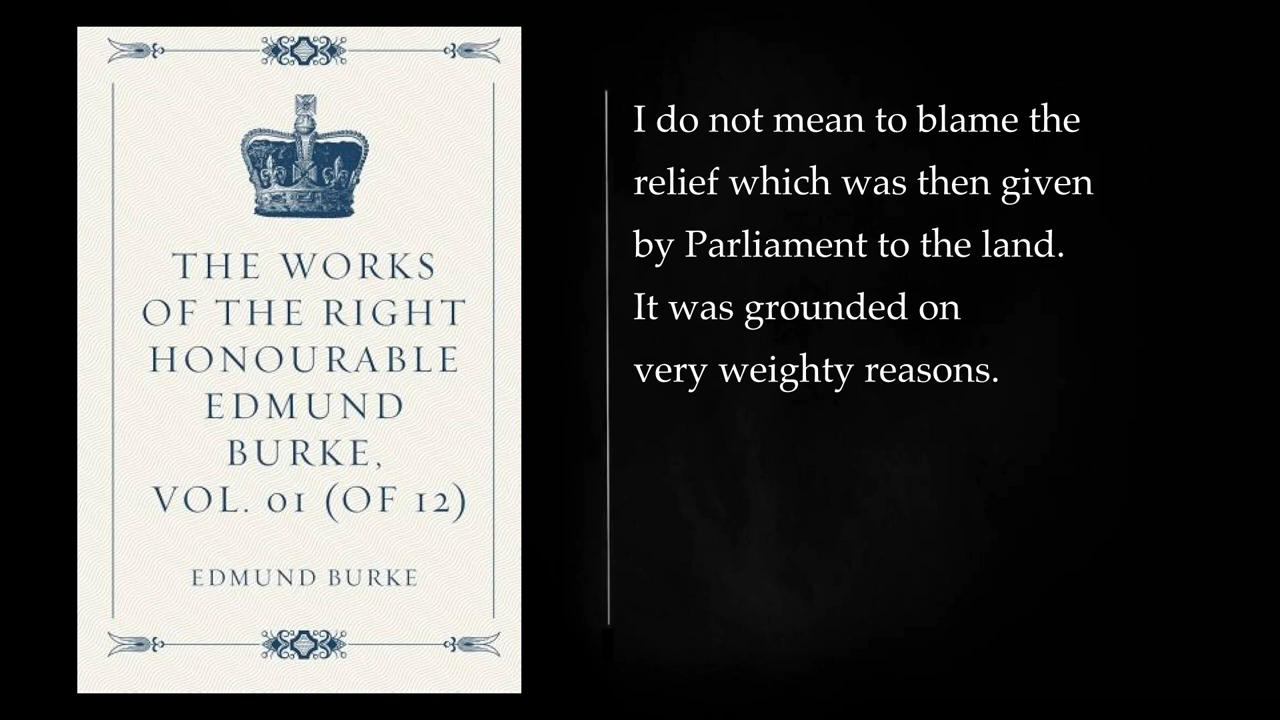 THE WORKS
OF THE RIGHT
HONOURABLE
EDMUND
BURKE,
VOL. 01 (OF 12)
EDMUND BURKE
I do not mean to blame the
relief which was then given
by Parliament to the land.
It was grounded on
very weighty reasons.